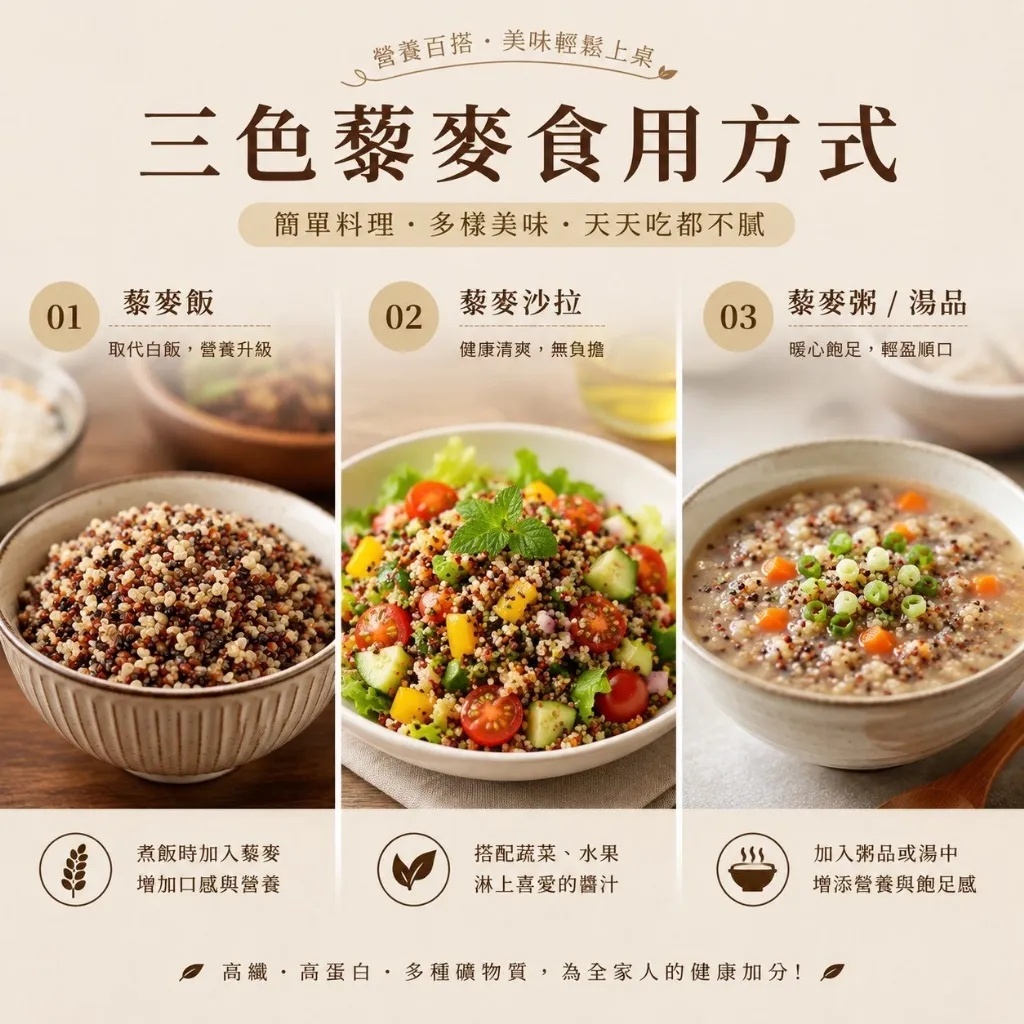 營養百搭・美味輕鬆上桌
三色藜麥食用方式
簡單料理・多樣美味・天天吃都不膩
01
藜麥飯
取代白飯，營養升級
02
藜麥沙拉
健康清爽，無負擔
03
藜麥粥 / 湯品
暖心飽足，輕盈順口
煮飯時加入藜麥
增加口感與營養
搭配蔬菜、水果
淋上喜愛的醬汁
加入粥品或湯中
增添營養與飽足感
高纖・高蛋白・多種礦物質，為全家人的健康加分！